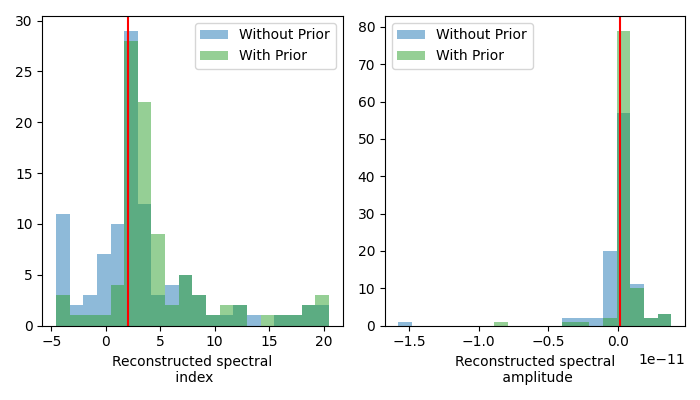 30
25
20
15
10
5
0
−5
0
5
10
15
20
Without Prior
With Prior
Reconstructed spectral
index
80
70
60
50
40
30
20
10
0
−1.5
−1.0
−0.5
0.0
1e−11
Without Prior
With Prior
Reconstructed spectral
amplitude